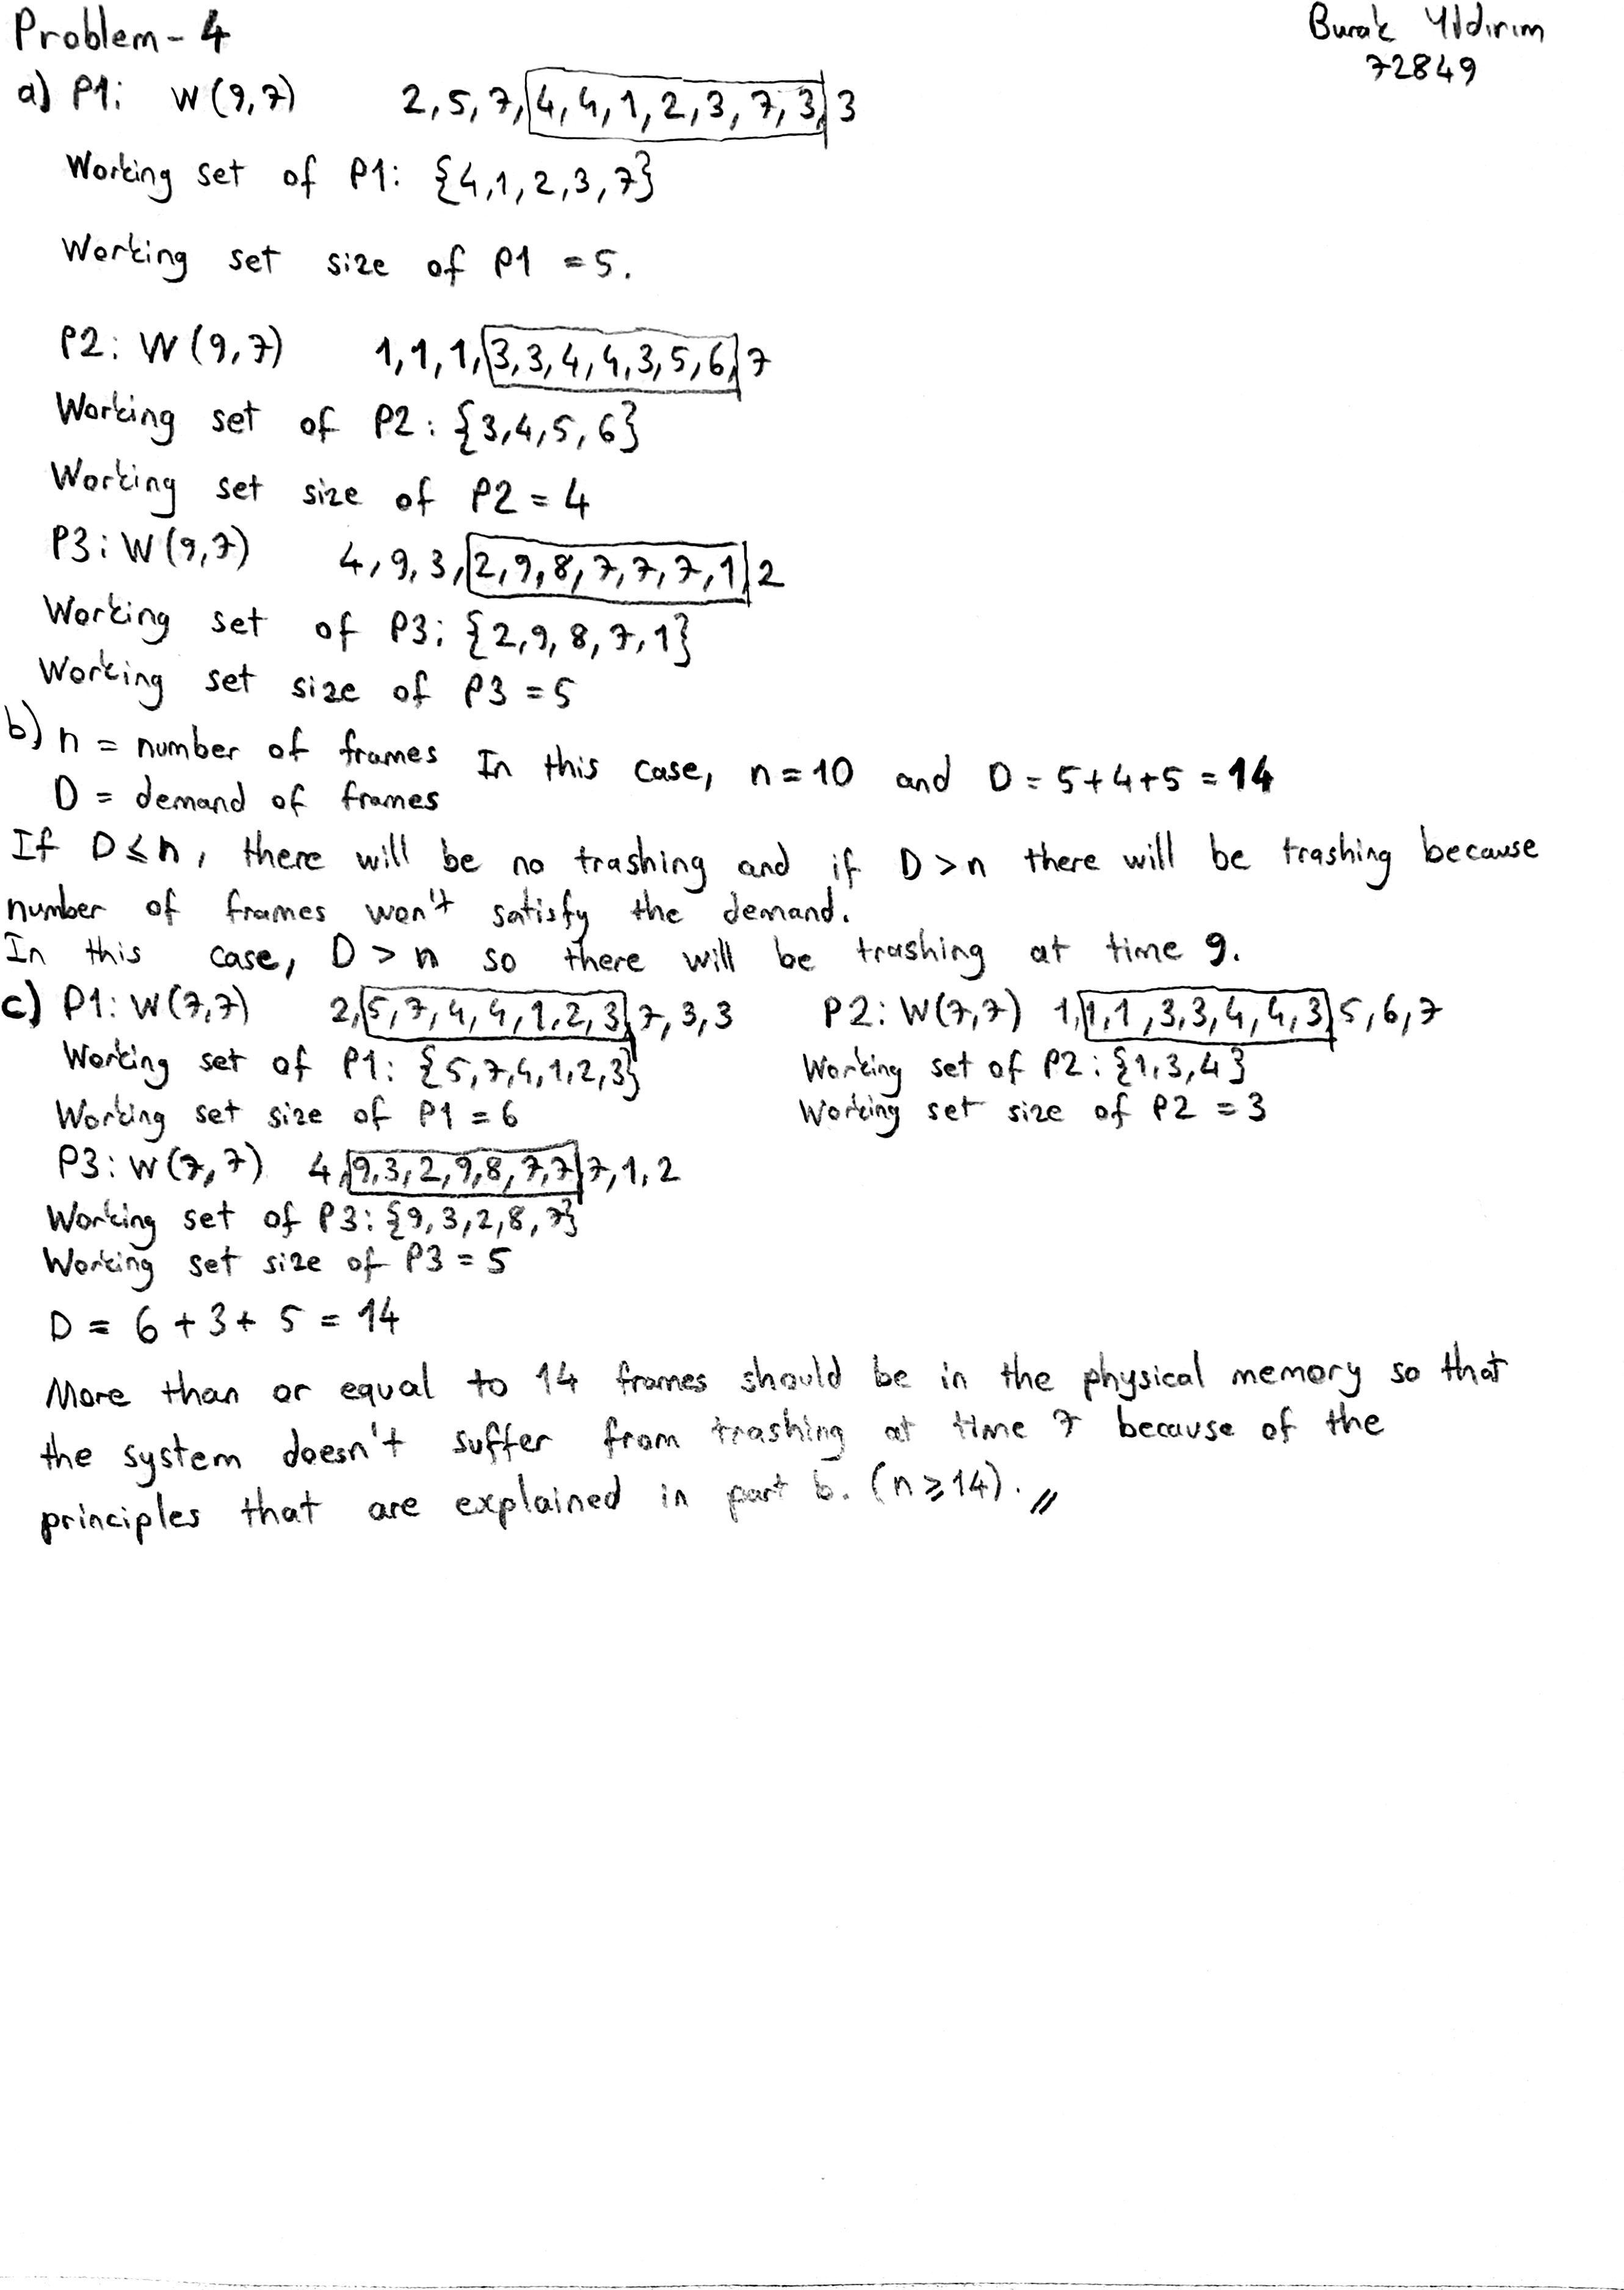 Problem - 4
Burak Yıldırım
72849
a) P1: W(9,7) 2,5,7,4,4,1,2,3,7,3,3
Working set of P1: {4,1,2,3,7}
Working set size of P1 = 5.
P2: W(9,7) 1,1,1,3,3,4,4,3,5,6,7
Working set of P2: {3,4,5,6}
Working set size of P2 = 4
P3: W(9,7) 4,9,3,2,9,8,7,7,7,1,2
Working set of P3: {2,9,8,7,1}
Working set size of P3 = 5
b) n = number of frames In this case, n = 10 and D = 5+4+5 = 14
D = demand of frames
If D ≤ n, there will be no trashing and if D > n there will be trashing because
number of frames won't satisfy the demand.
In this case, D > n so there will be trashing at time 9.
c) P1: W(7,7) 2,5,7,4,4,1,2,3,7,3,3 P2: W(7,7) 1,1,1,3,3,4,4,3,5,6,7
Working set of P1: {5,7,4,1,2,3} Working set of P2: {1,3,4}
Working set size of P1 = 6 Working set size of P2 = 3
P3: W(7,7) 4,9,3,2,9,8,7,7,7,1,2
Working set of P3: {9,3,2,8,7}
Working set size of P3 = 5
D = 6 + 3 + 5 = 14
More than or equal to 14 frames should be in the physical memory so that
the system doesn't suffer from trashing at time 7 because of the
principles that are explained in part b. (n ≥ 14). //